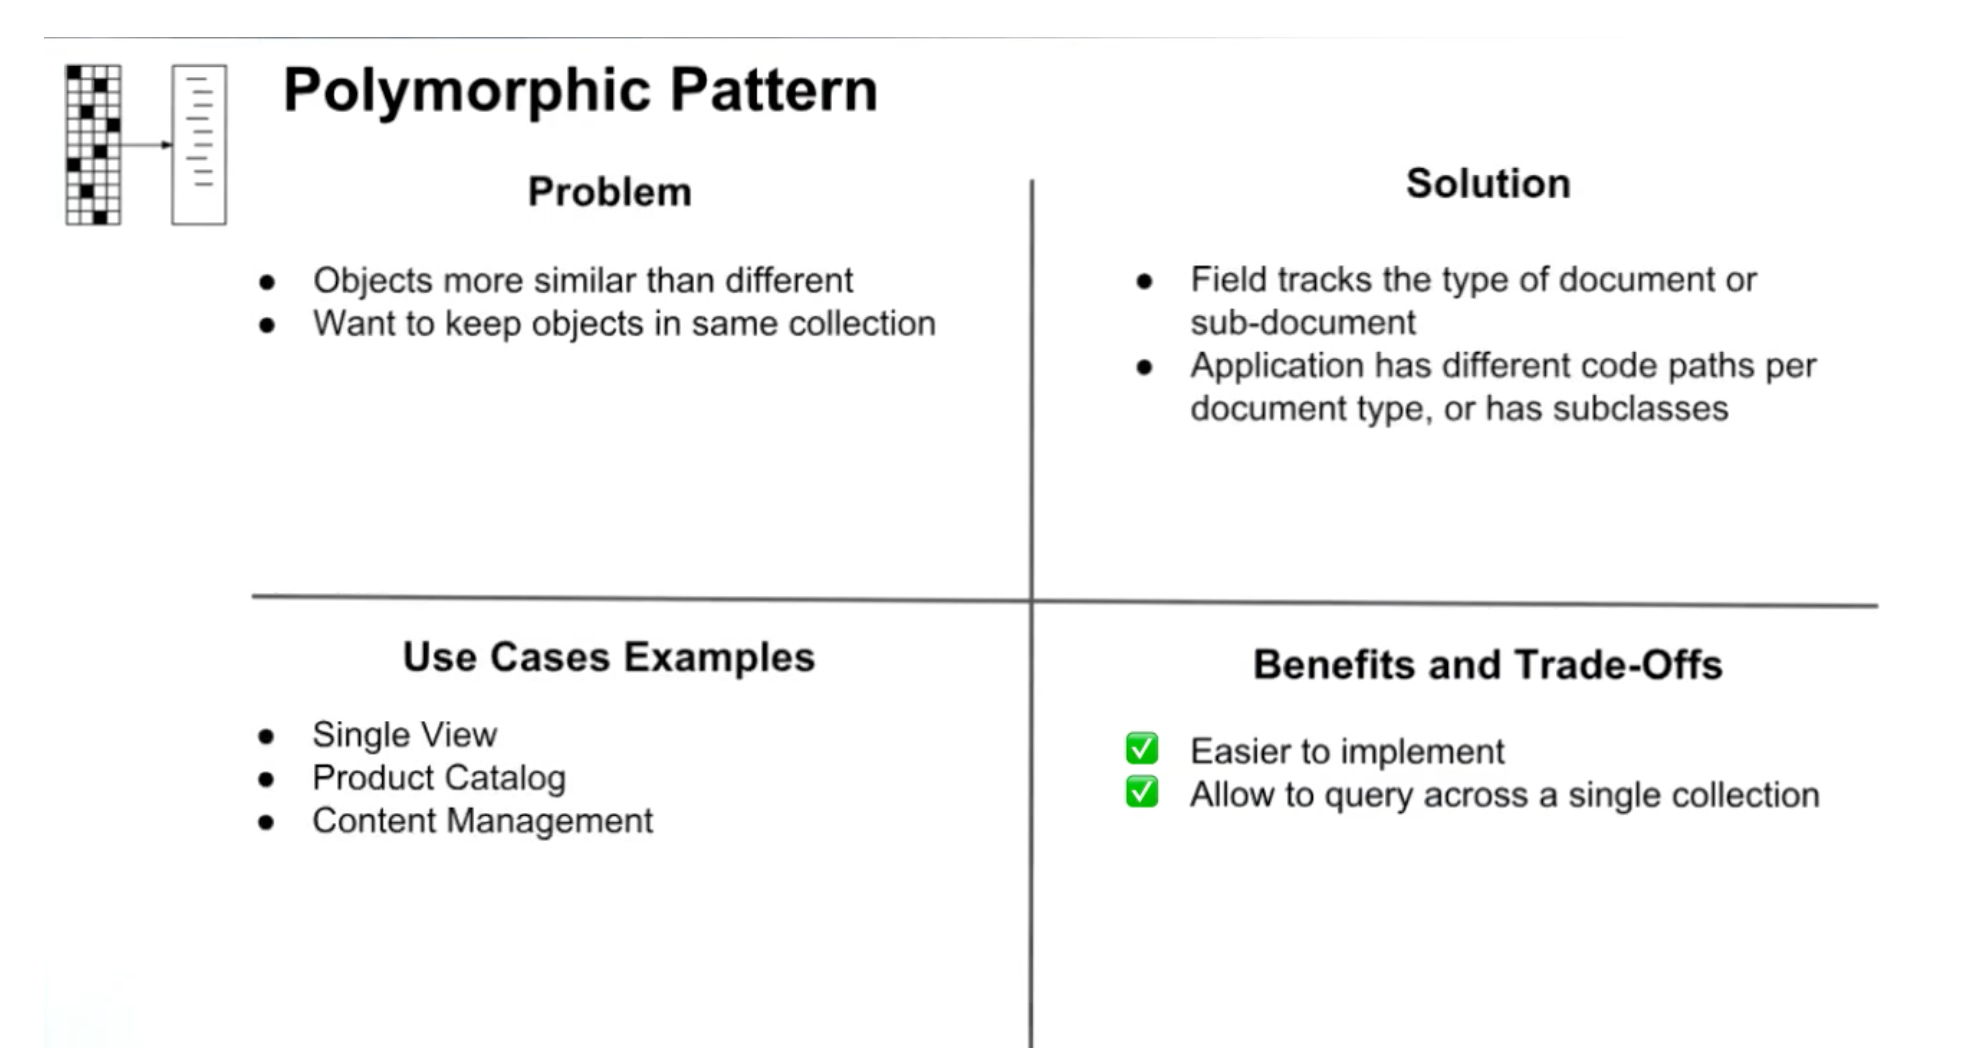 Polymorphic Pattern
Problem
Objects more similar than different
Want to keep objects in same collection
Solution
Field tracks the type of document or
sub-document
Application has different code paths per
document type, or has subclasses
Use Cases Examples
Single View
Product Catalog
Content Management
Benefits and Trade-Offs
Easier to implement
Allow to query across a single collection